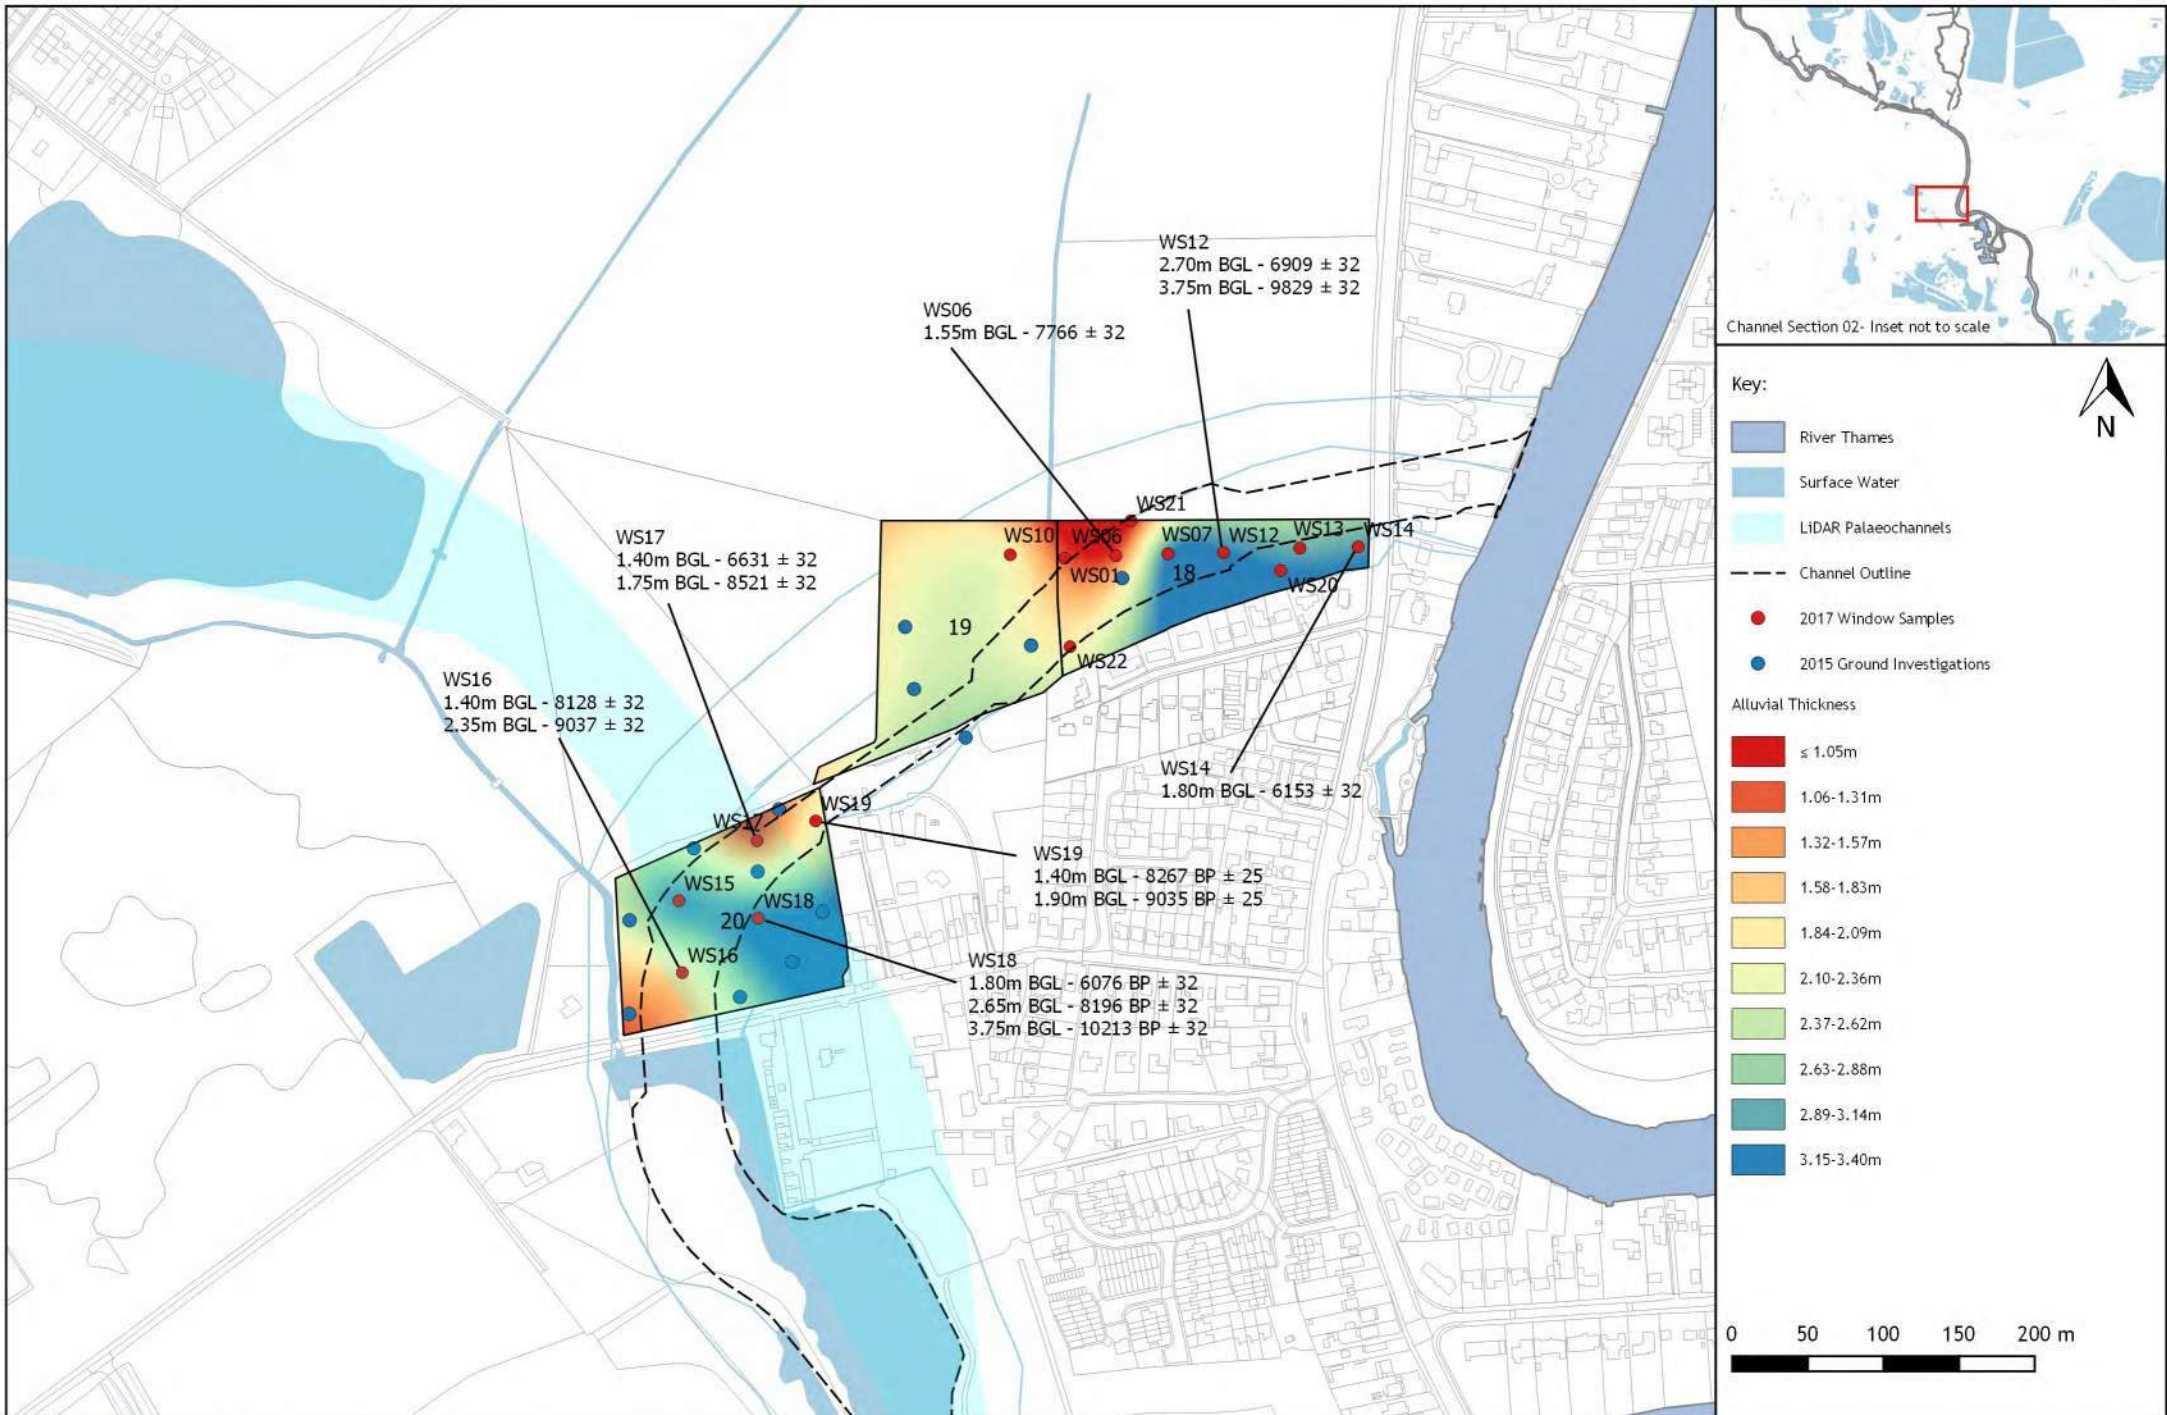 WS12
2.70m BGL - 6909 ± 32
3.75m BGL - 9829 ± 32
WS06
1.55m BGL - 7766 ± 32
WS21
WS17
1.40m BGL - 6631 ± 32
1.75m BGL - 8521 ± 32
WS10
WS06
WS07
WS12
WS13
WS14
WS01
18
WS20
19
WS22
WS16
1.40m BGL - 8128 ± 32
2.35m BGL - 9037 ± 32
WS14
1.80m BGL - 6153 ± 32
WS17
WS19
WS19
1.40m BGL - 8267 BP ± 25
1.90m BGL - 9035 BP ± 25
WS15
WS18
20
WS16
WS18
1.80m BGL - 6076 BP ± 32
2.65m BGL - 8196 BP ± 32
3.75m BGL - 10213 BP ± 32
Channel Section 02- Inset not to scale
Key:
N
River Thames
Surface Water
LiDAR Palaeochannels
Channel Outline
2017 Window Samples
2015 Ground Investigations
Alluvial Thickness
≤ 1.05m
1.06-1.31m
1.32-1.57m
1.58-1.83m
1.84-2.09m
2.10-2.36m
2.37-2.62m
2.63-2.88m
2.89-3.14m
3.15-3.40m
0 50 100 150 200 m